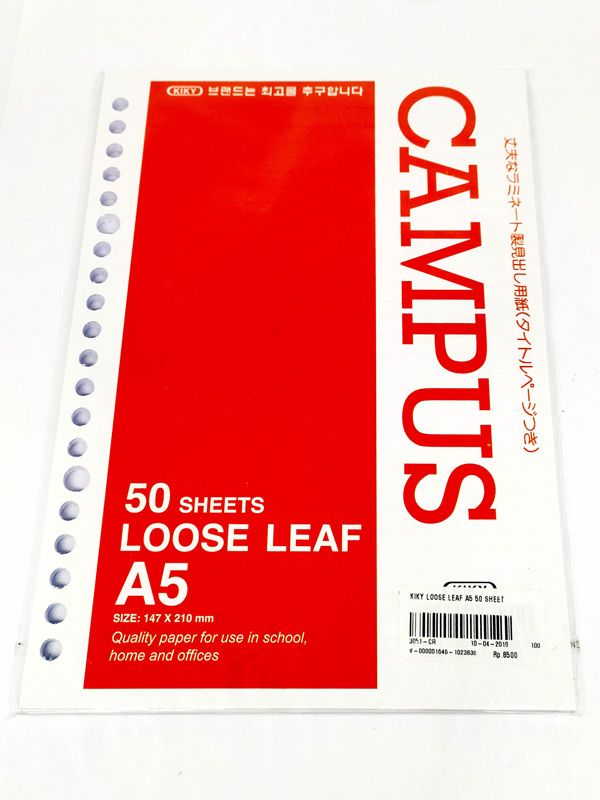 KIKY 브랜드는 최고를 추구합니다
CAMPUS
丈夫なラミネート製見出し用紙(タイトルページつき)
50 SHEETS
LOOSE LEAF
A5
SIZE: 147 X 210 mm
Quality paper for use in school,
home and offices
KIKY
KIKY LOOSE LEAF A5 50 SHEET
10-04-2019 100
Rp.8500